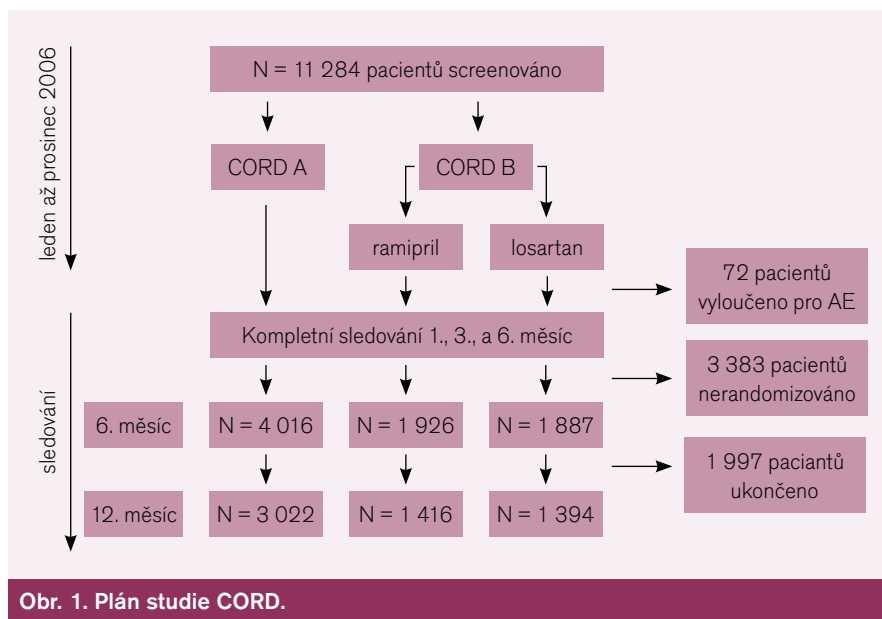 leden až prosinec 2006
N = 11 284 pacientů screenováno
CORD A
CORD B
ramipril
losartan
72 pacientů
vyloučeno pro AE
Kompletní sledování 1., 3., a 6. měsíc
3 383 pacientů
nerandomizováno
sledování
6. měsíc
N = 4 016
N = 1 926
N = 1 887
1 997 paciantů
ukončeno
12. měsíc
N = 3 022
N = 1 416
N = 1 394
Obr. 1. Plán studie CORD.